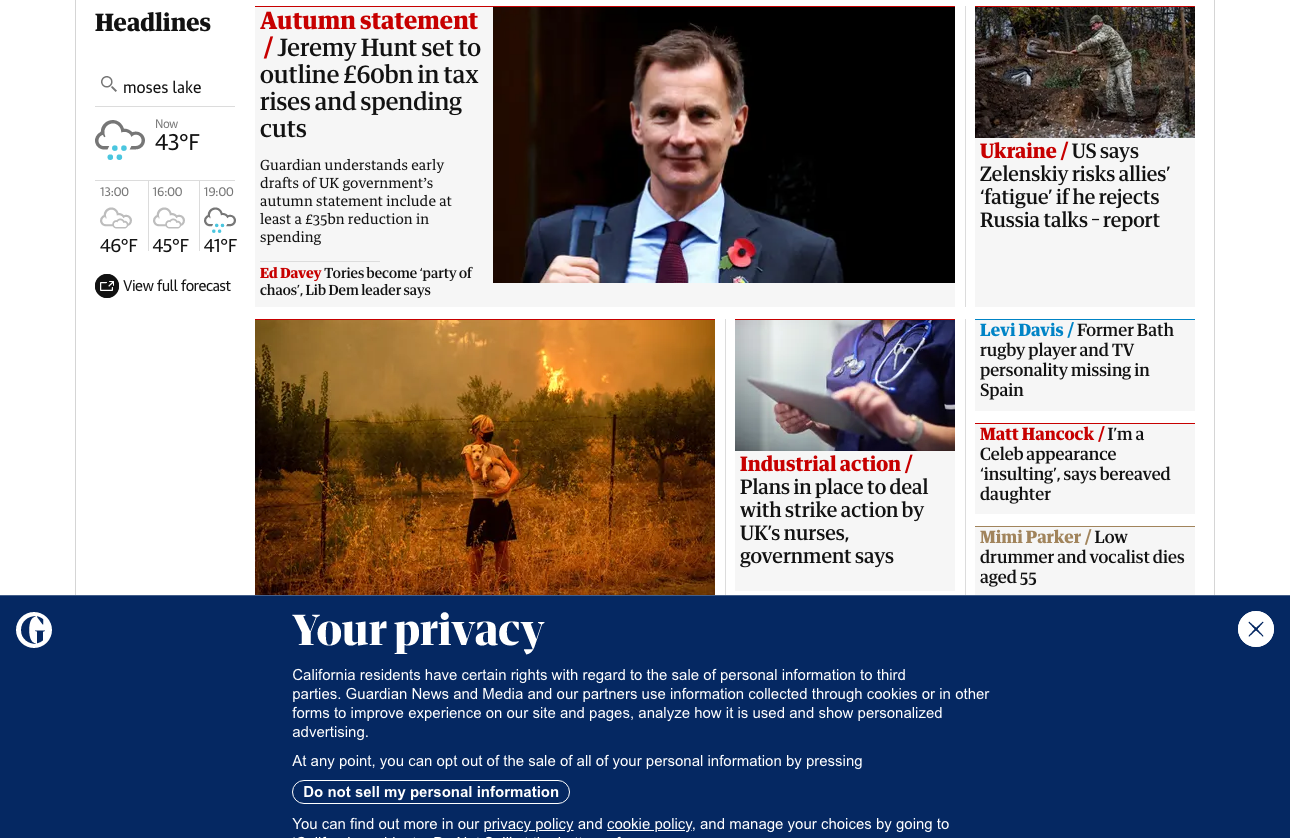 Headlines
moses lake
Now
43°F
13:00
16:00
19:00
46°F
45°F
41°F
View full forecast
Autumn statement
/ Jeremy Hunt set to
outline £60bn in tax
rises and spending
cuts
Guardian understands early
drafts of UK government’s
autumn statement include at
least a £35bn reduction in
spending
Ed Davey Tories become ‘party of
chaos’, Lib Dem leader says
Ukraine / US says
Zelenskiy risks allies’
‘fatigue’ if he rejects
Russia talks – report
Industrial action /
Plans in place to deal
with strike action by
UK’s nurses,
government says
Levi Davis / Former Bath
rugby player and TV
personality missing in
Spain
Matt Hancock / I’m a
Celeb appearance
‘insulting’, says bereaved
daughter
Mimi Parker / Low
drummer and vocalist dies
aged 55
G
Your privacy
California residents have certain rights with regard to the sale of personal information to third
parties. Guardian News and Media and our partners use information collected through cookies or in other
forms to improve experience on our site and pages, analyze how it is used and show personalized
advertising.
At any point, you can opt out of the sale of all of your personal information by pressing
Do not sell my personal information
You can find out more in our privacy policy and cookie policy, and manage your choices by going to